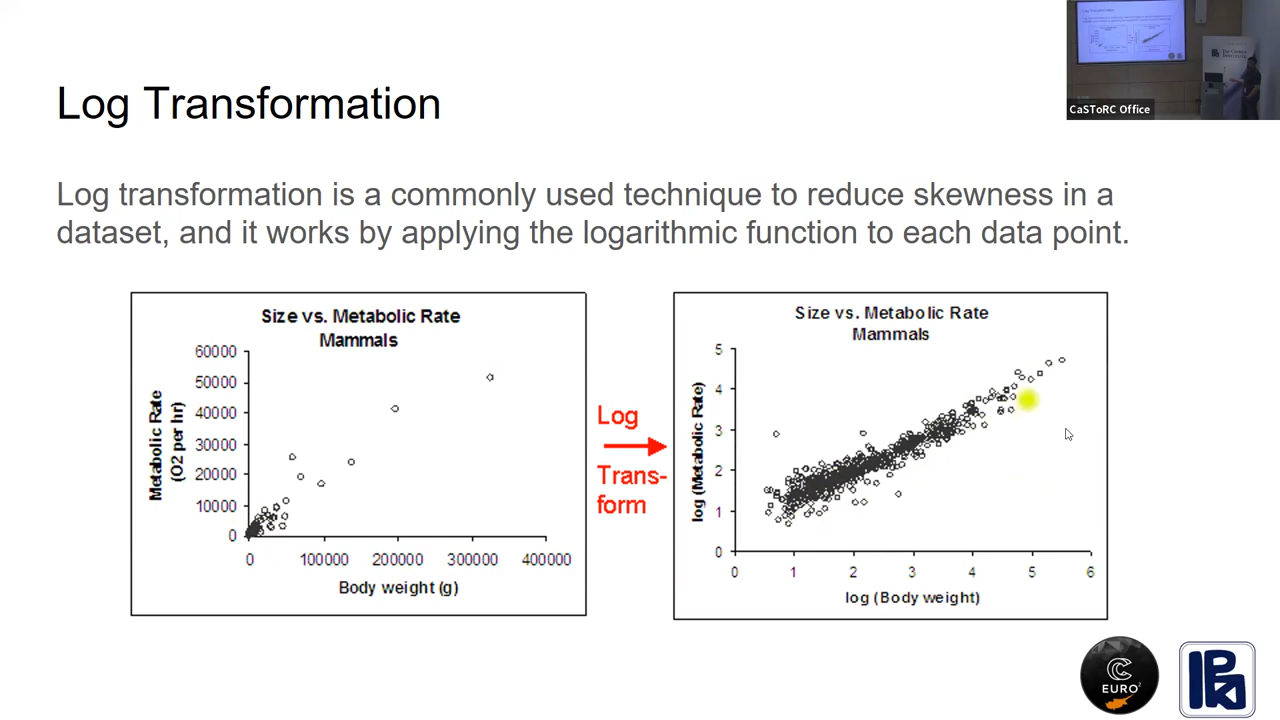 Log Transformation
CaSToRC Office
Log transformation is a commonly used technique to reduce skewness in a
dataset, and it works by applying the logarithmic function to each data point.
Size vs. Metabolic Rate
Mammals
60000
50000
40000
30000
20000
10000
0
Metabolic Rate
(O2 per hr)
0 100000 200000 300000 400000
Body weight (g)
Log
Trans-
form
Size vs. Metabolic Rate
Mammals
5
4
3
2
1
0
log (Metabolic Rate)
0 1 2 3 4 5 6
log (Body weight)
EURO²